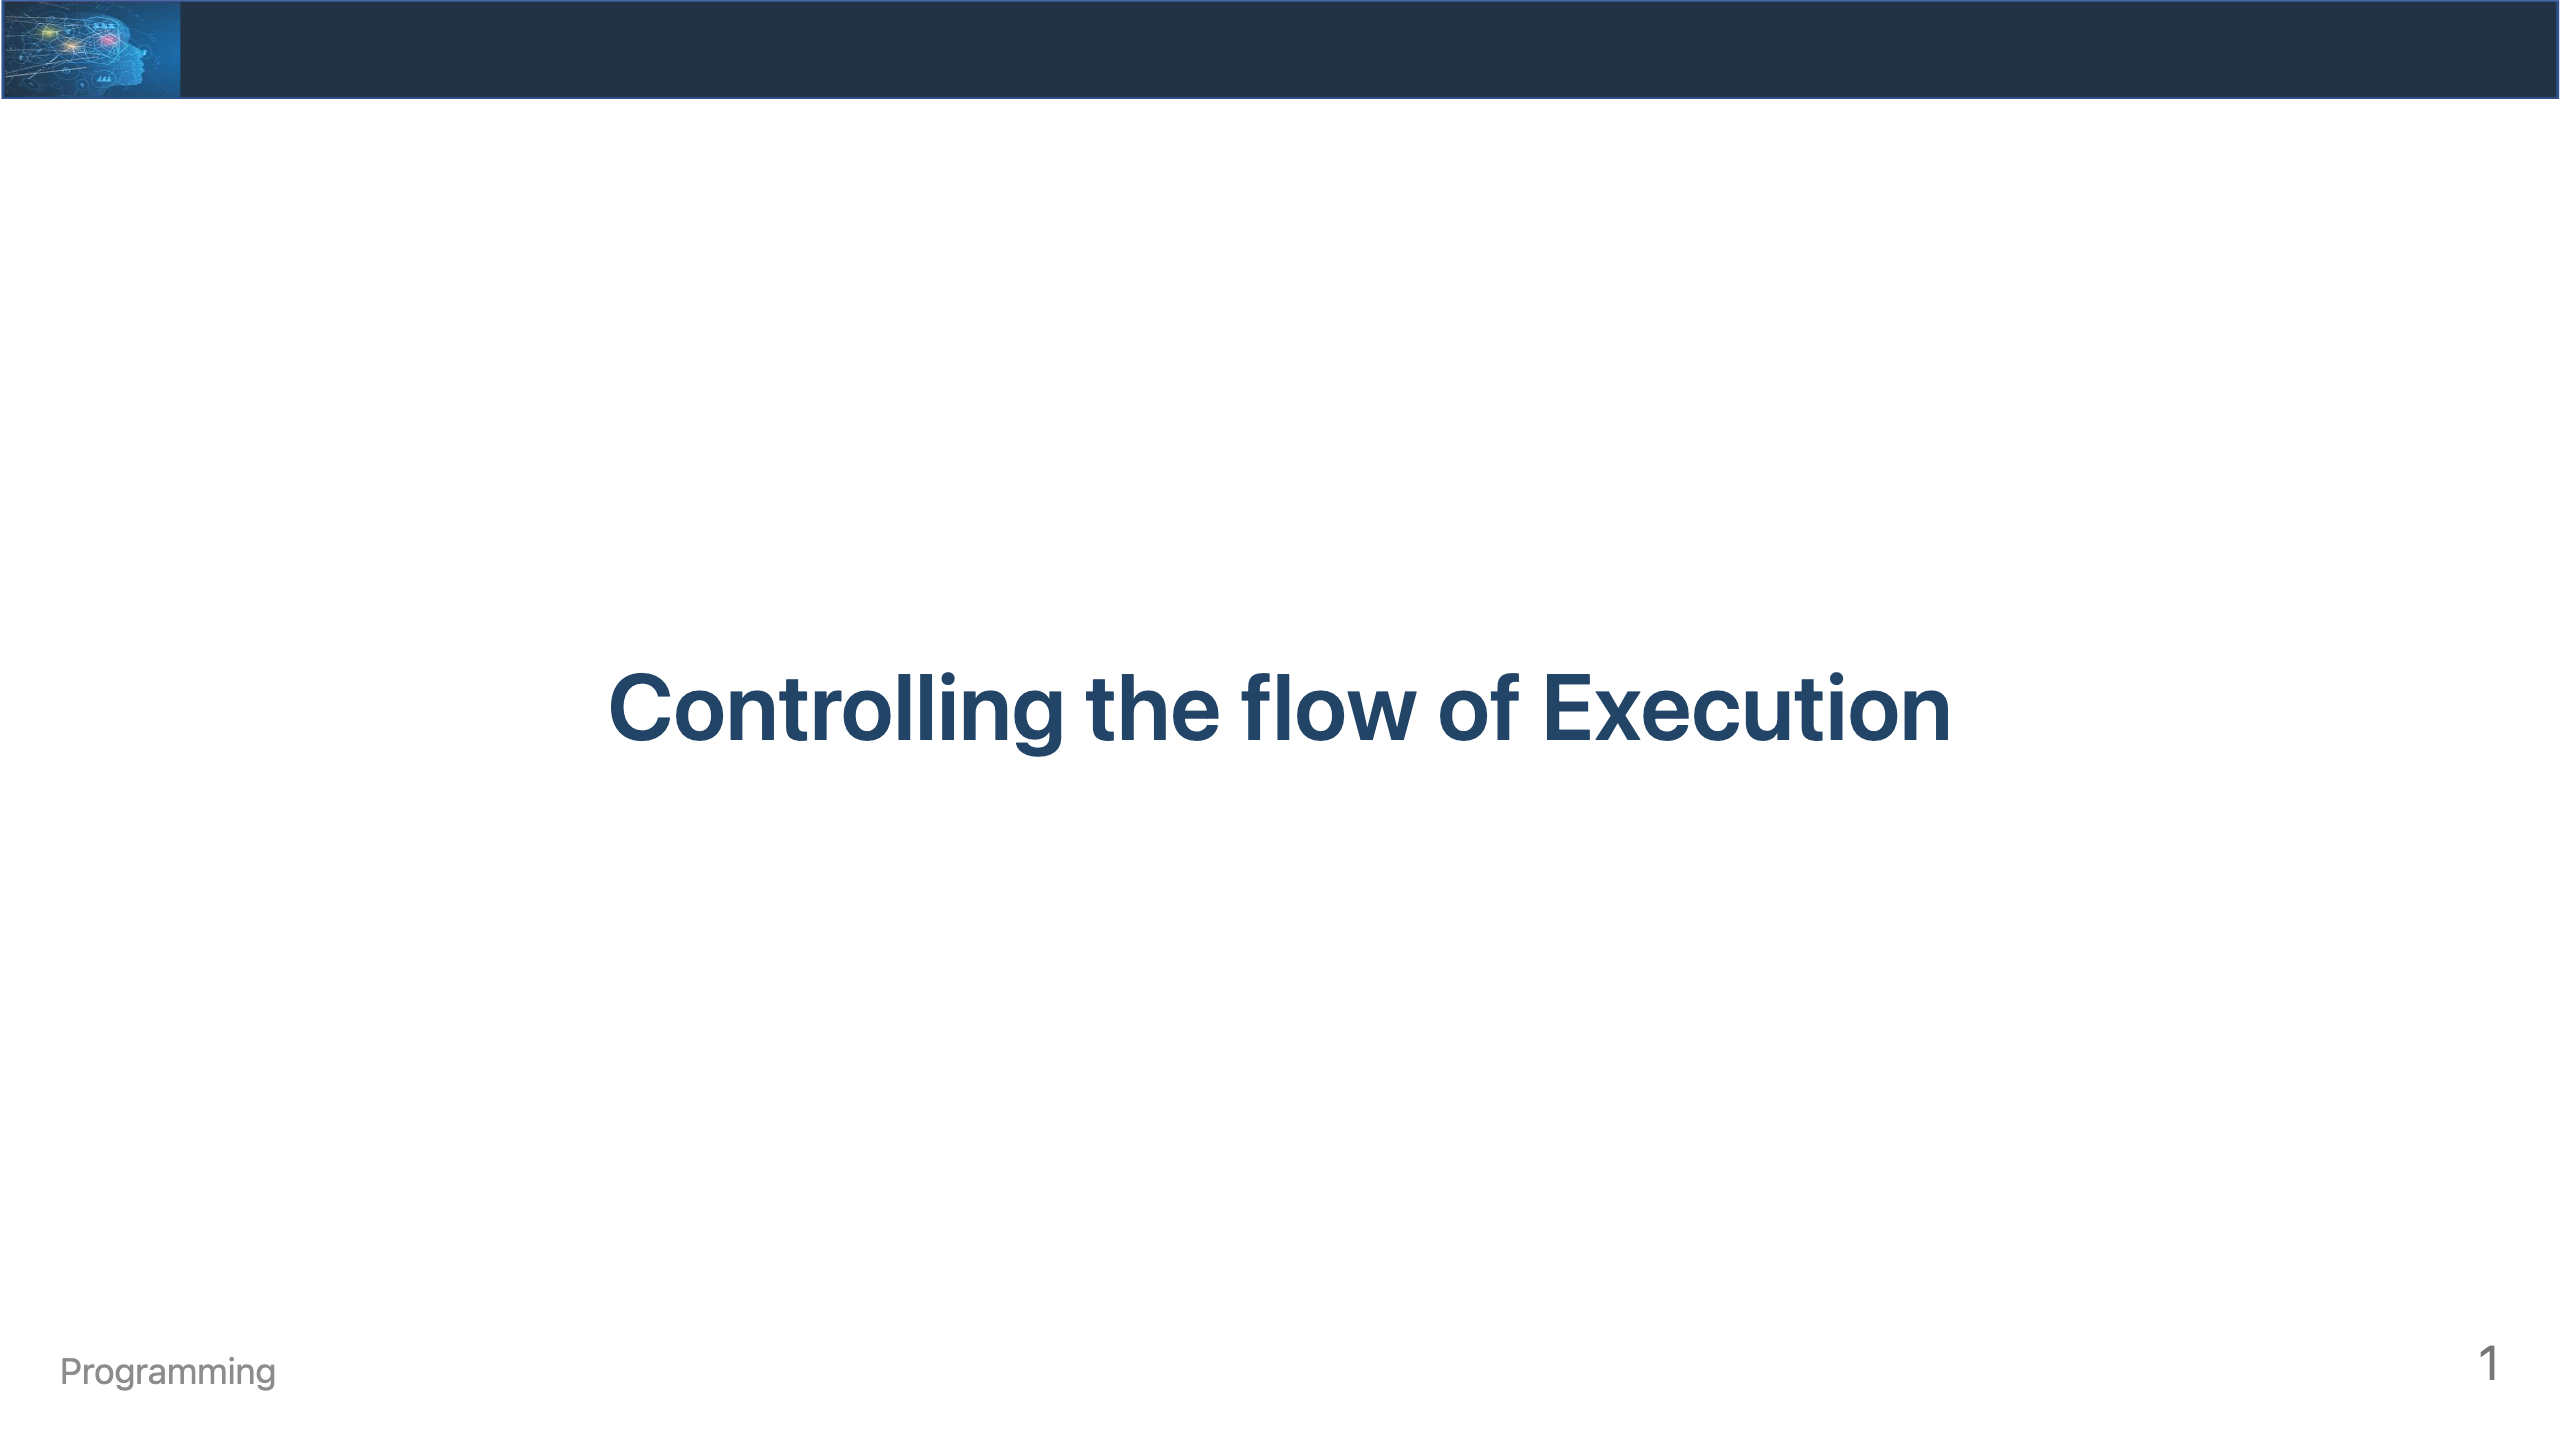 Controlling the flow of Execution
Programming
1